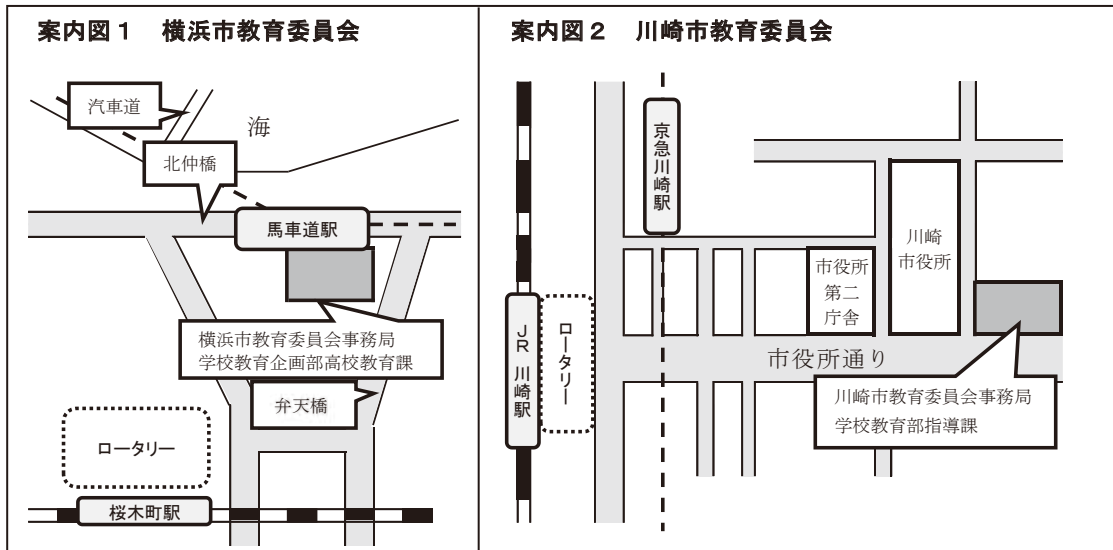 案内図1 横浜市教育委員会
汽車道
海
北仲橋
馬車道駅
横浜市教育委員会事務局
学校教育企画部高校教育課
弁天橋
ロータリー
桜木町駅
案内図2 川崎市教育委員会
京急川崎駅
川崎
市役所
市役所
第二
庁舎
JR 川崎駅
ロータリー
市役所通り
川崎市教育委員会事務局
学校教育部指導課